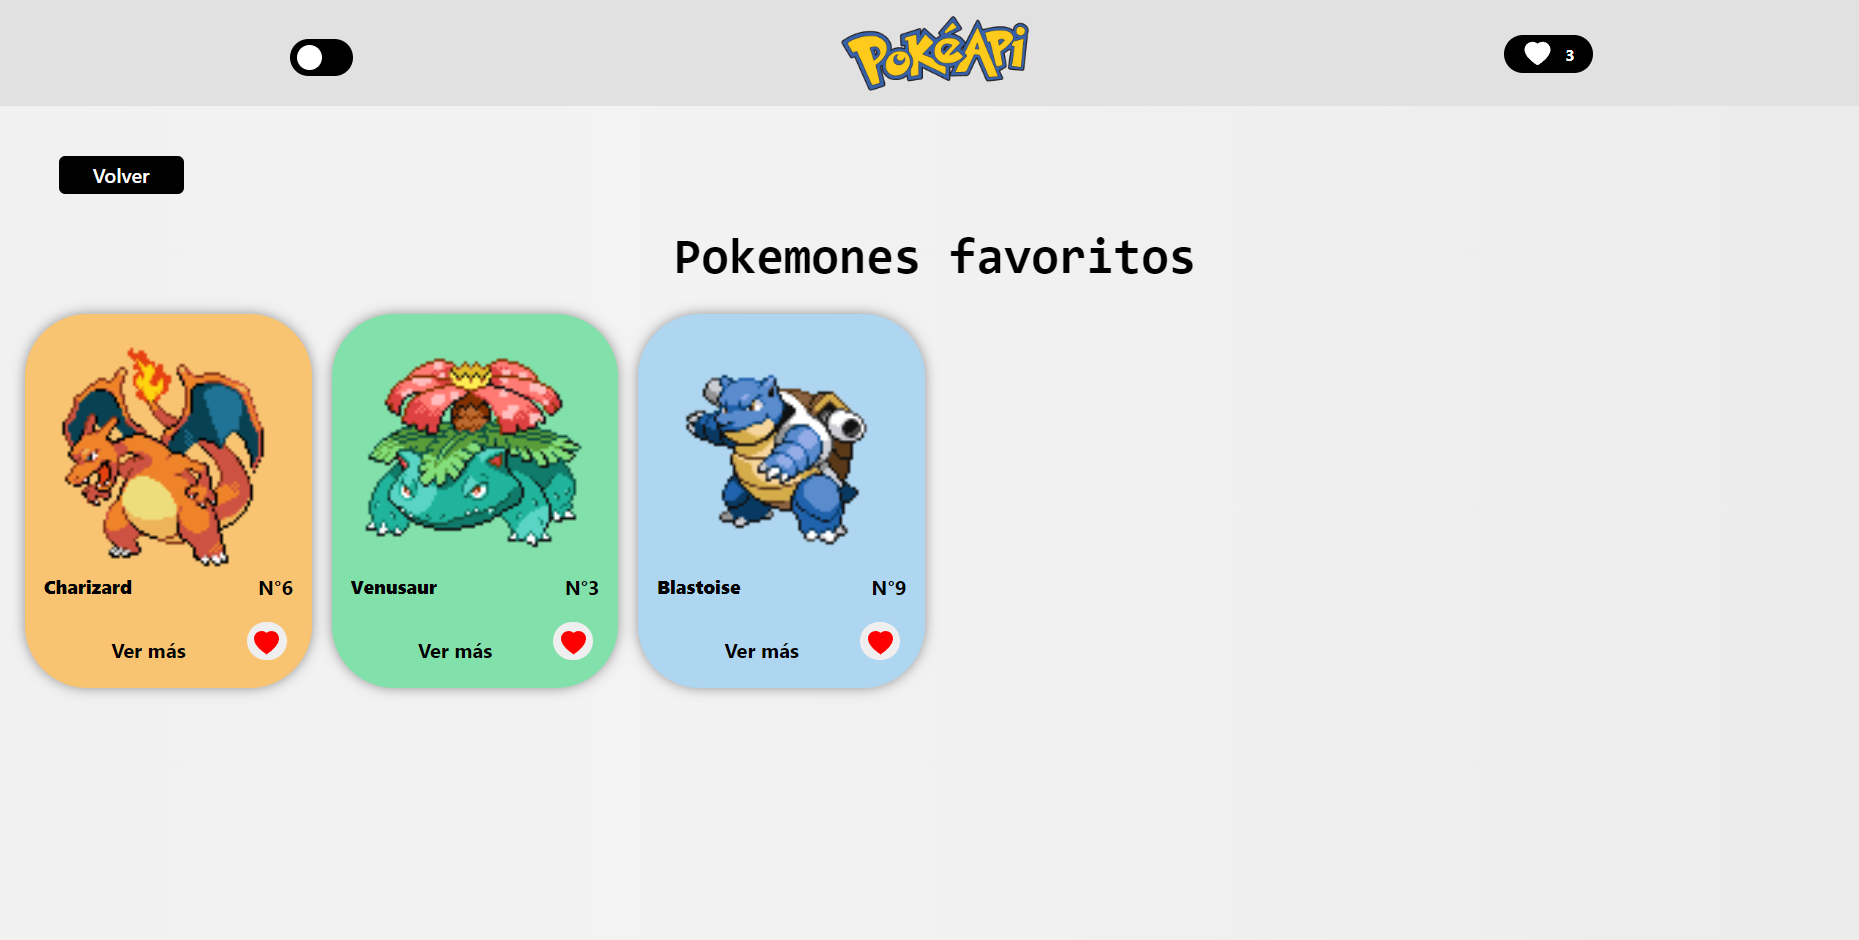 PokéAPi
3
Volver
Pokemones favoritos
Charizard N°6
Ver más
Venusaur N°3
Ver más
Blastoise N°9
Ver más